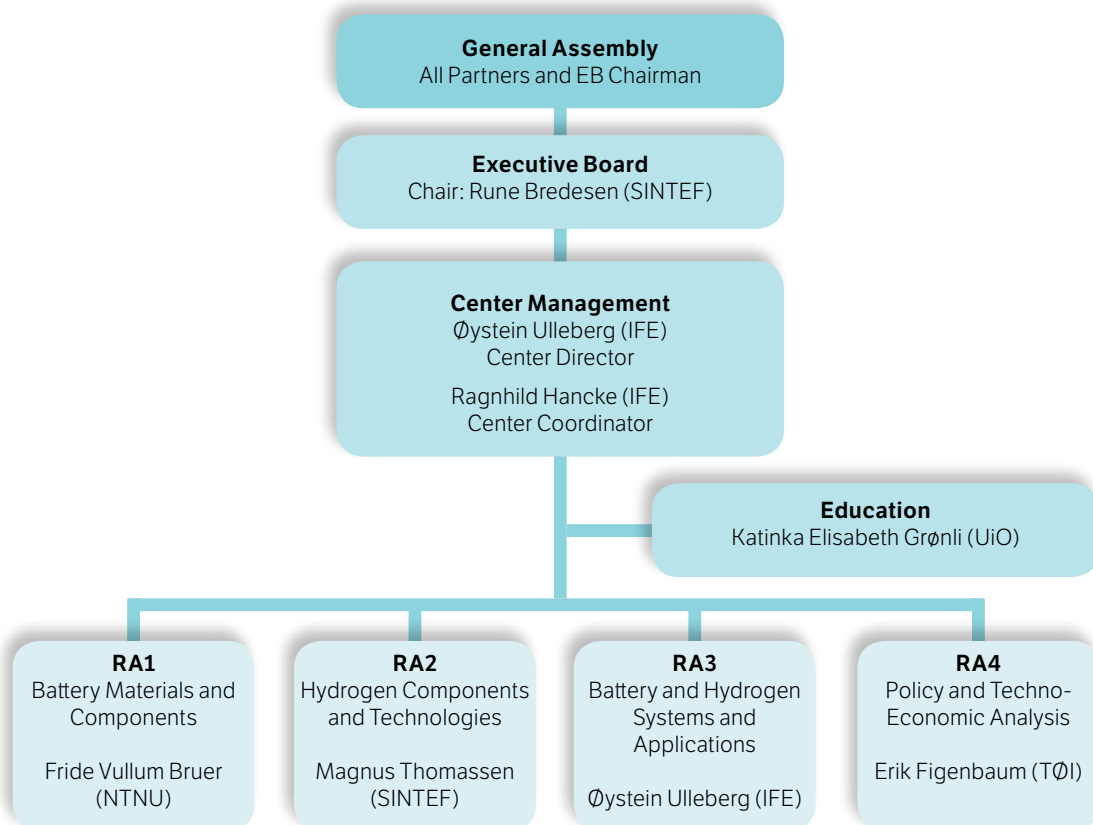 General Assembly
All Partners and EB Chairman
Executive Board
Chair: Rune Bredesen (SINTEF)
Center Management
Øystein Ulleberg (IFE)
Center Director
Ragnhild Hancke (IFE)
Center Coordinator
Education
Katinka Elisabeth Grønli (UiO)
RA1
Battery Materials and
Components
Fride Vullum Bruer
(NTNU)
RA2
Hydrogen Components
and Technologies
Magnus Thomassen
(SINTEF)
RA3
Battery and Hydrogen
Systems and
Applications
Øystein Ulleberg (IFE)
RA4
Policy and Techno-
Economic Analysis
Erik Figenbaum (TØI)